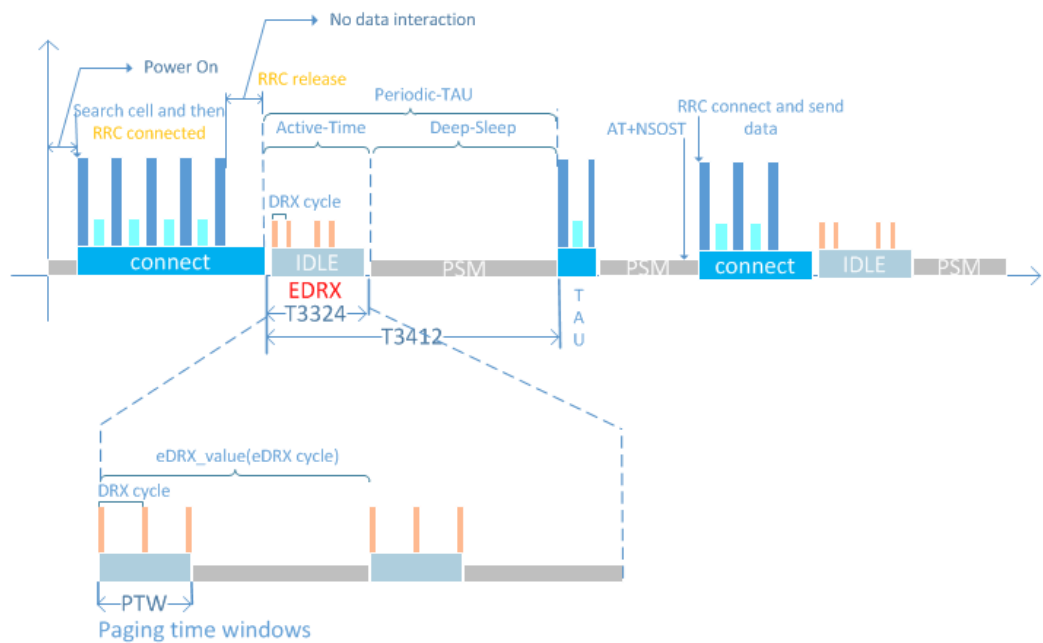 No data interaction
Power On
RRC release
Periodic-TAU
Search cell and then
RRC connected
Active-Time
Deep-Sleep
RRC connect and send
data
AT+NSOST
DRX cycle
connect
IDLE
PSM
PSM
connect
IDLE
PSM
EDRX
T3324
T3412
T
A
U
eDRX_value(eDRX cycle)
DRX cycle
PTW
Paging time windows